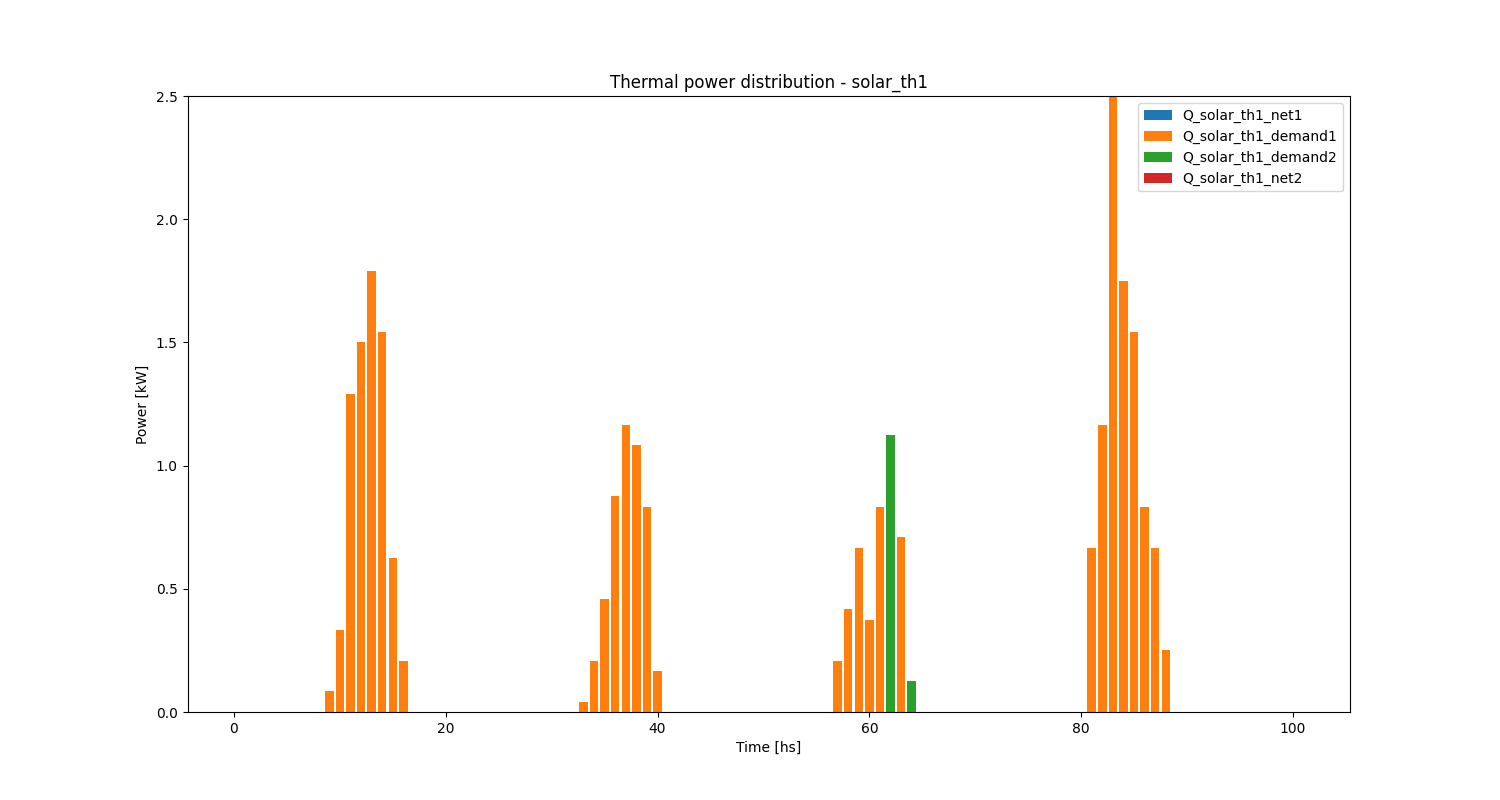 Thermal power distribution - solar_th1
Q_solar_th1_net1
Q_solar_th1_demand1
Q_solar_th1_demand2
Q_solar_th1_net2
Power [kW]
2.5
2.0
1.5
1.0
0.5
0.0
0 20 40 60 80 100
Time [hs]